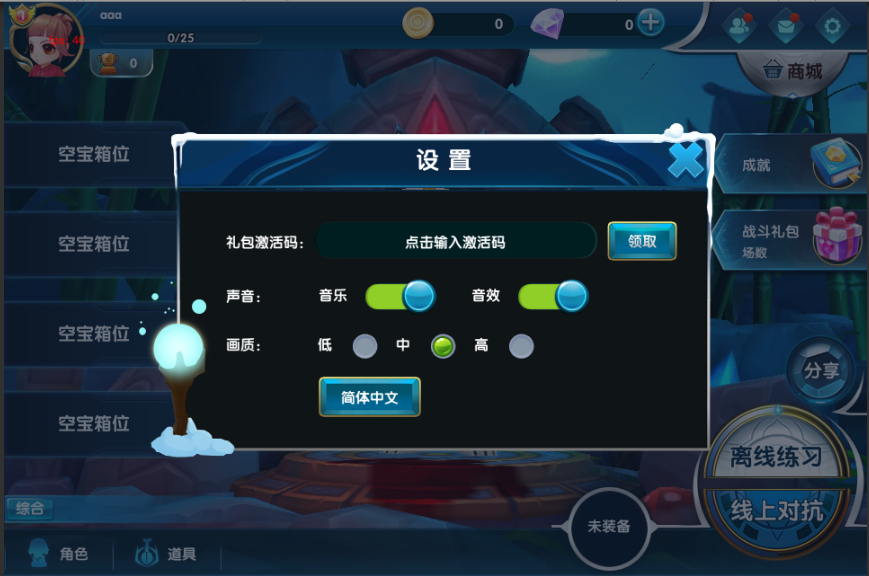 1
aaa
0/25
0
0
0
商城
空宝箱位
空宝箱位
空宝箱位
空宝箱位
设置
礼包激活码:
点击输入激活码
领取
声音:
音乐
音效
画质:
低
中
高
简体中文
成就
战斗礼包
场数
分享
离线练习
线上对抗
未装备
综合
角色
道具